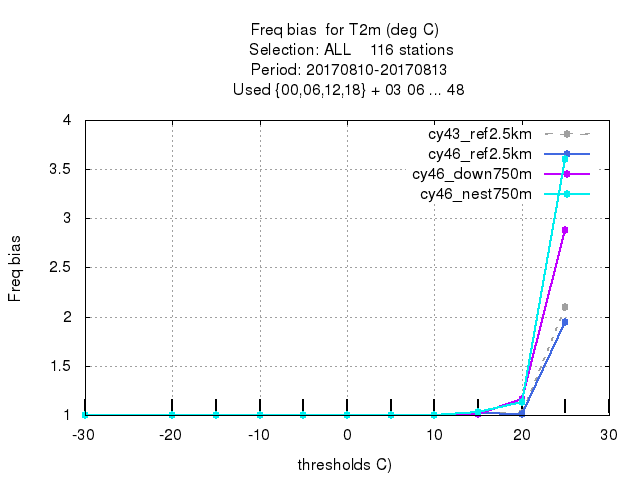 Freq bias  for T2m (deg C)
Selection: ALL    116 stations
Period: 20170810-20170813
Used {00,06,12,18} + 03 06 ... 48
cy43_ref2.5km
cy46_ref2.5km
cy46_down750m
cy46_nest750m
Freq bias
4
3.5
3
2.5
2
1.5
1
-30
-20
-10
0
10
20
30
thresholds C)